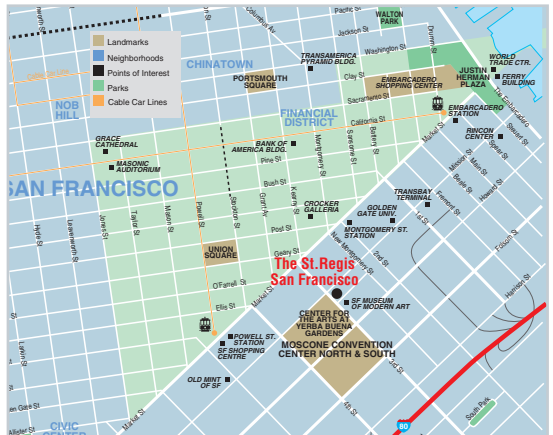 Landmarks
Neighborhoods
Points of Interest
Parks
Cable Car Lines
Columbus Av
Pacific St
WALTON
PARK
Jackson St
Washington St
Drumm St
CHINATOWN
TRANSAMERICA
PYRAMID BLDG.
WORLD
TRADE CTR.
FERRY
BUILDING
JUSTIN
HERMAN
PLAZA
PORTSMOUTH
SQUARE
Clay St
EMBARCADERO
SHOPPING CENTER
Sacramento St
The Embarcadero
NOB
HILL
FINANCIAL
DISTRICT
California St
EMBARCADERO
STATION
Market St
RINCON
CENTER
Steuart St
Spear St
Main St
Mission St
Beale St
Howard St
Fremont St
1st St
Folsom St
Harrison St
GRACE
CATHEDRAL
MASONIC
AUDITORIUM
BANK OF
AMERICA BLDG.
Pine St
Bush St
Montgomery St
Sansome St
Battery St
SAN FRANCISCO
TRANSBAY
TERMINAL
GOLDEN
GATE UNIV.
CROCKER
GALLERIA
MONTGOMERY ST.
STATION
Hyde St
Leavenworth St
Jones St
Taylor St
Mason St
Powell St
Stockton St
Grant Av
Kearny St
Post St
New Montgomery St
2nd St
UNION
SQUARE
Geary St
The St.Regis
San Francisco
O'Farrell St
Market St
Ellis St
SF MUSEUM
OF MODERN ART
CENTER FOR
THE ARTS AT
YERBA BUENA
GARDENS
MOSCONE CONVENTION
CENTER NORTH & SOUTH
POWELL ST.
STATION
SF SHOPPING
CENTRE
Larkin St
OLD MINT
OF SF
3rd St
4th St
South Park
80
en Gate St
Market St
CIVIC
CENTER
Allister St